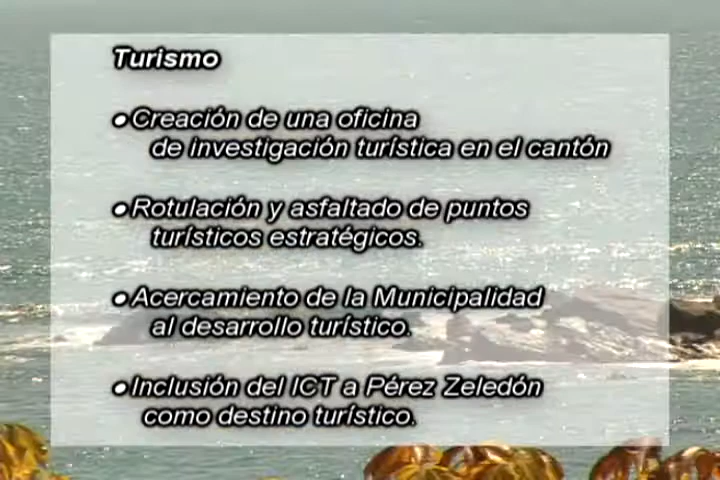 Turismo
●Creación de una oficina
de investigación turística en el cantón
●Rotulación y asfaltado de puntos
turísticos estratégicos.
●Acercamiento de la Municipalidad
al desarrollo turístico.
●Inclusión del ICT a Pérez Zeledón
como destino turístico.